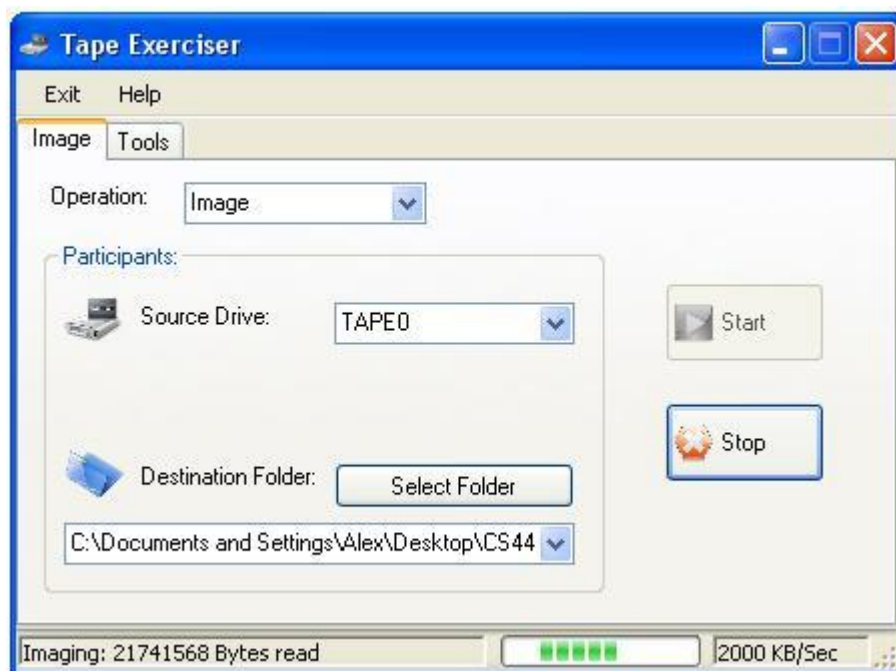 Tape Exerciser
Exit Help
Image Tools
Operation: Image
Participants:
Source Drive: TAPE0
Start
Stop
Destination Folder: Select Folder
C:\Documents and Settings\Alex\Desktop\CS44
Imaging: 21741568 Bytes read 2000 KB/Sec